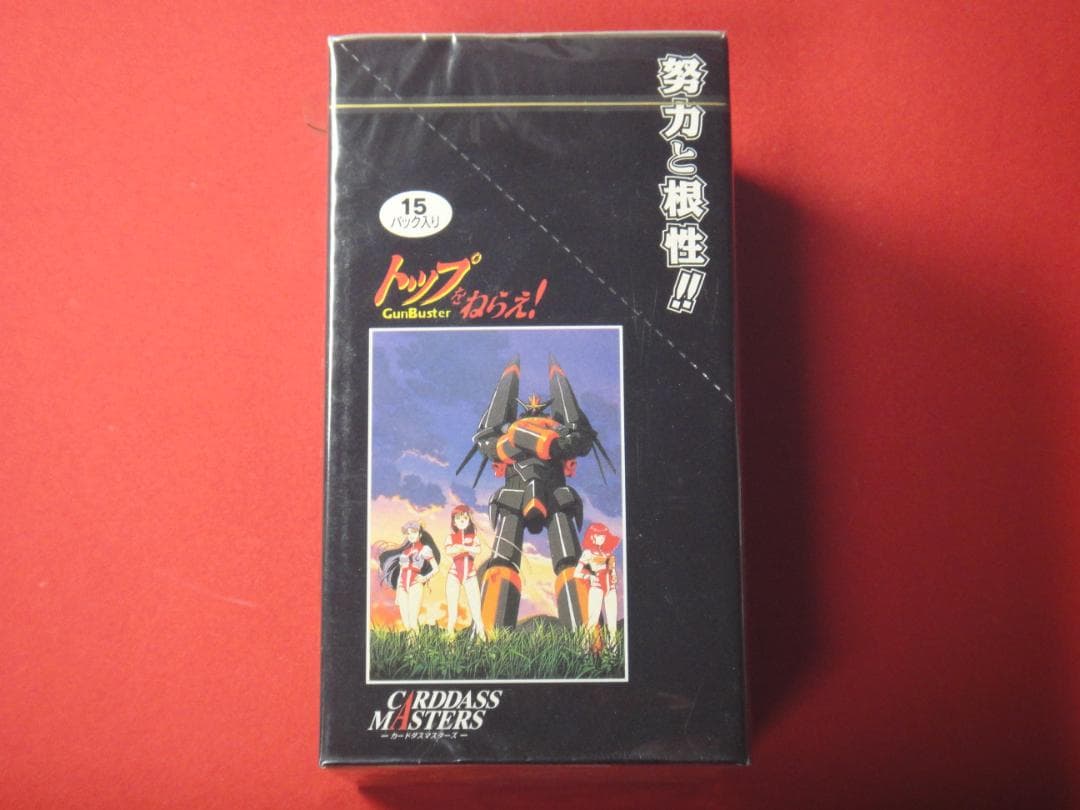 努力と根性!!
15
パック入り
トップをねらえ!
GunBuster
CARDDASS
MASTERS
ーカードダスマスターズー